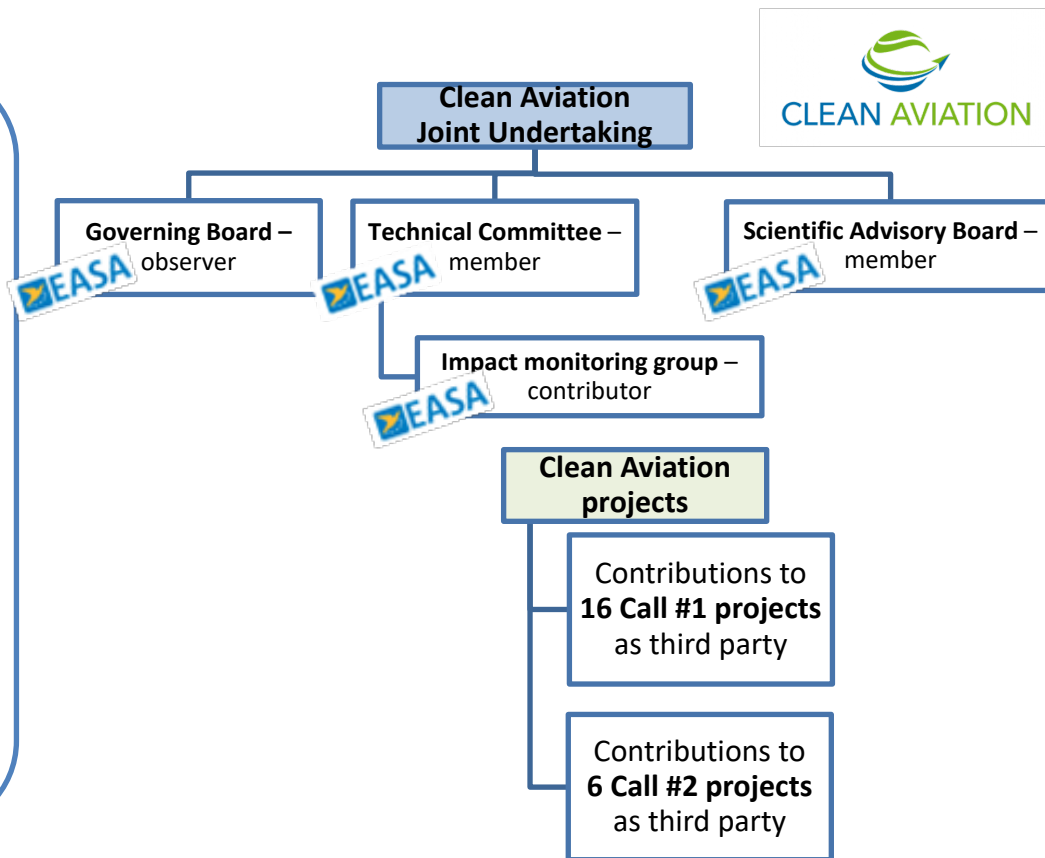 CLEAN AVIATION
Clean Aviation
Joint Undertaking
Governing Board –
observer
EASA
Technical Committee –
member
EASA
Scientific Advisory Board –
member
EASA
Impact monitoring group –
contributor
EASA
Clean Aviation
projects
Contributions to
16 Call #1 projects
as third party
Contributions to
6 Call #2 projects
as third party